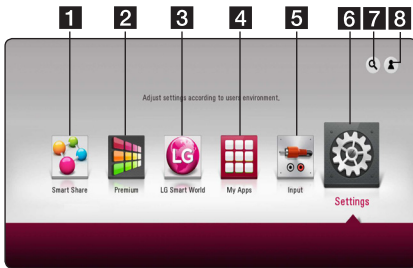 1 2 3 4 5 6 7 8
Adjust settings according to users environment.
LG
Smart Share Premium LG Smart World My Apps Input Settings